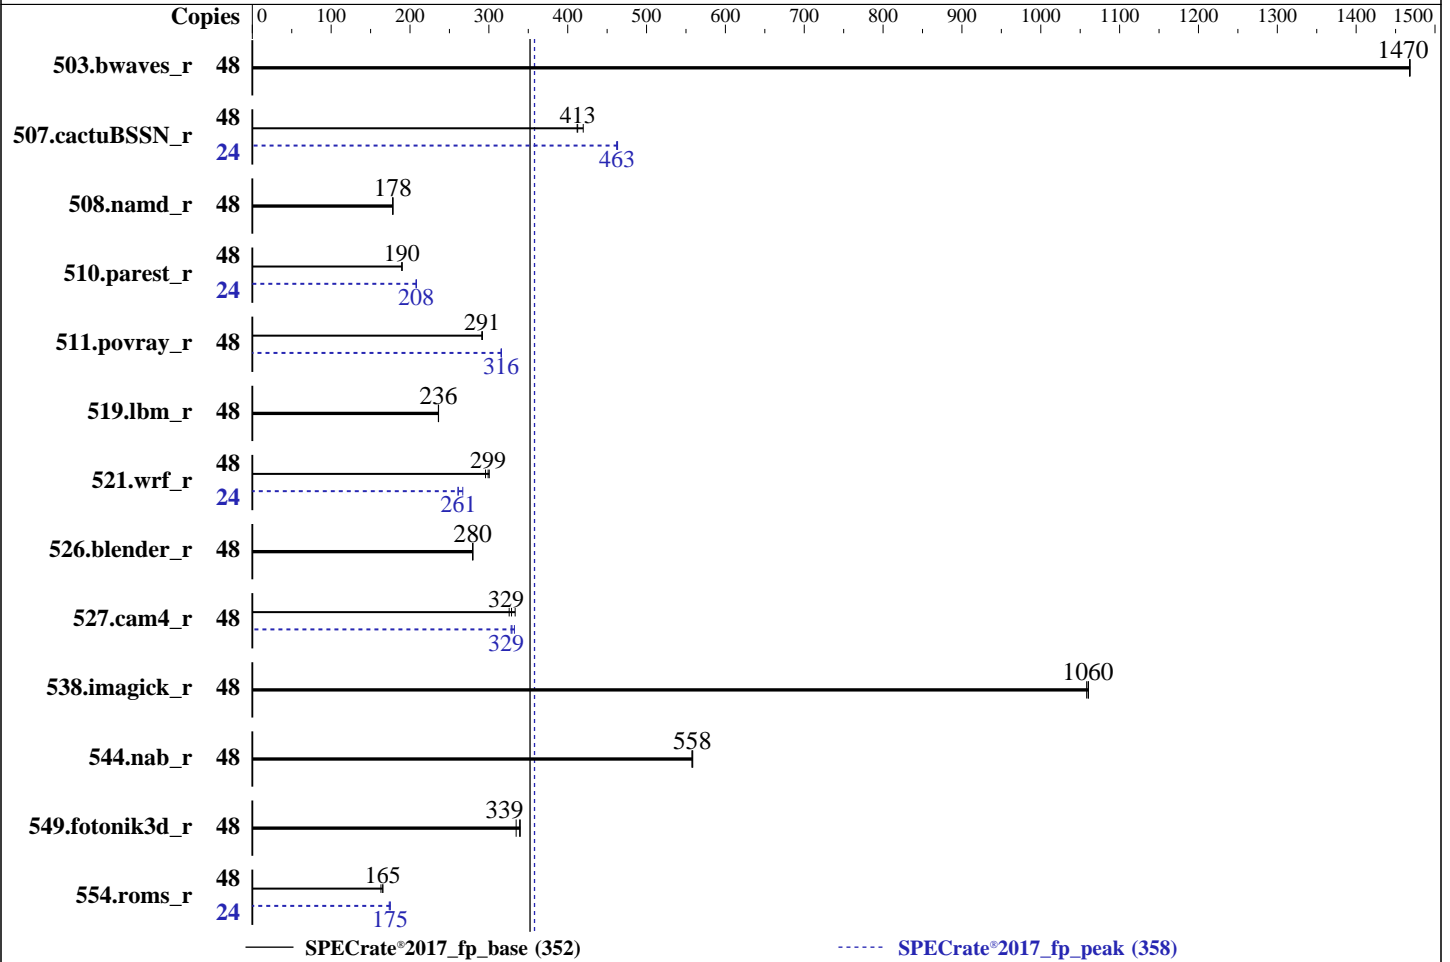 Copies 0 100 200 300 400 500 600 700 800 900 1000 1100 1200 1300 1400 1500
503.bwaves_r 48 1470
507.cactuBSSN_r 48 413
24 463
508.namd_r 48 178
510.parest_r 48 190
24 208
511.povray_r 48 291
316
519.lbm_r 48 236
521.wrf_r 48 299
24 261
526.blender_r 48 280
527.cam4_r 48 329
329
538.imagick_r 48 1060
544.nab_r 48 558
549.fotonik3d_r 48 339
554.roms_r 48 165
24 175
SPECrate®2017_fp_base (352) SPECrate®2017_fp_peak (358)